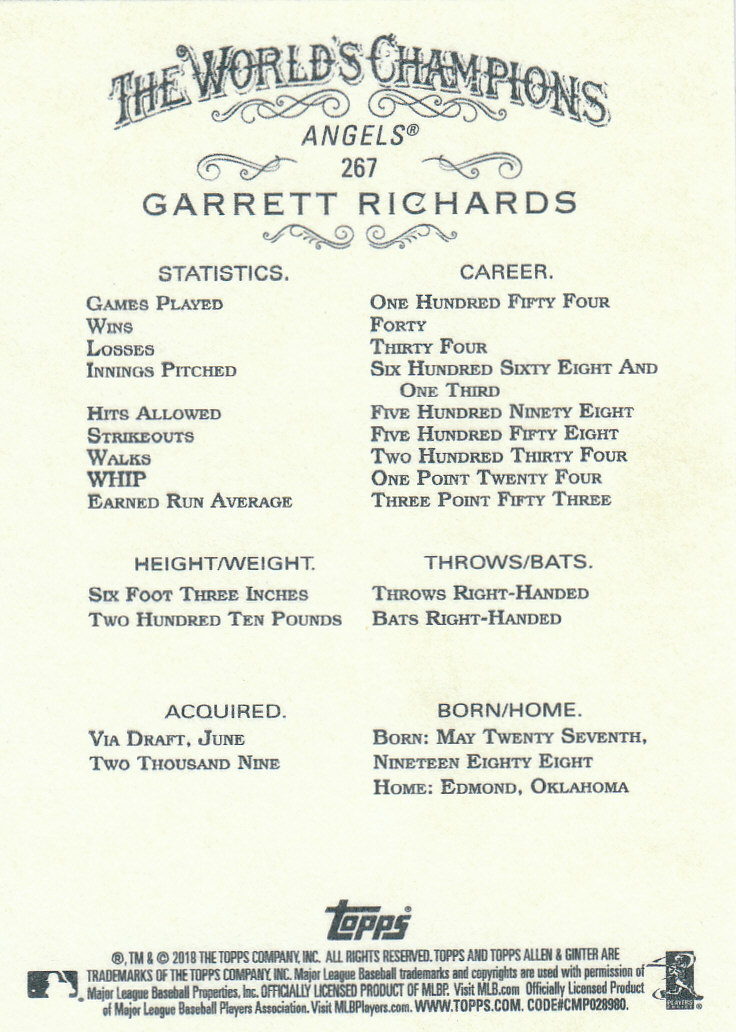 THE WORLD'S CHAMPIONS
ANGELS®
267
GARRETT RICHARDS
STATISTICS. CAREER.
GAMES PLAYED ONE HUNDRED FIFTY FOUR
WINS FORTY
LOSSES THIRTY FOUR
INNINGS PITCHED SIX HUNDRED SIXTY EIGHT AND
ONE THIRD
HITS ALLOWED FIVE HUNDRED NINETY EIGHT
STRIKEOUTS FIVE HUNDRED FIFTY EIGHT
WALKS TWO HUNDRED THIRTY FOUR
WHIP ONE POINT TWENTY FOUR
EARNED RUN AVERAGE THREE POINT FIFTY THREE
HEIGHT/WEIGHT. THROWS/BATS.
SIX FOOT THREE INCHES THROWS RIGHT-HANDED
TWO HUNDRED TEN POUNDS BATS RIGHT-HANDED
ACQUIRED. BORN/HOME.
VIA DRAFT, JUNE BORN: MAY TWENTY SEVENTH,
TWO THOUSAND NINE NINETEEN EIGHTY EIGHT
HOME: EDMOND, OKLAHOMA
topps®
®, TM & © 2018 THE TOPPS COMPANY, INC. ALL RIGHTS RESERVED. TOPPS AND TOPPS ALLEN & GINTER ARE
TRADEMARKS OF THE TOPPS COMPANY, INC. Major League Baseball trademarks and copyrights are used with permission of
Major League Baseball Properties, Inc. OFFICIALLY LICENSED PRODUCT OF MLBP. Visit MLB.com Officially Licensed Product
of Major League Baseball Players Association. Visit MLBPlayers.com. WWW.TOPPS.COM. CODE#CMP028980.